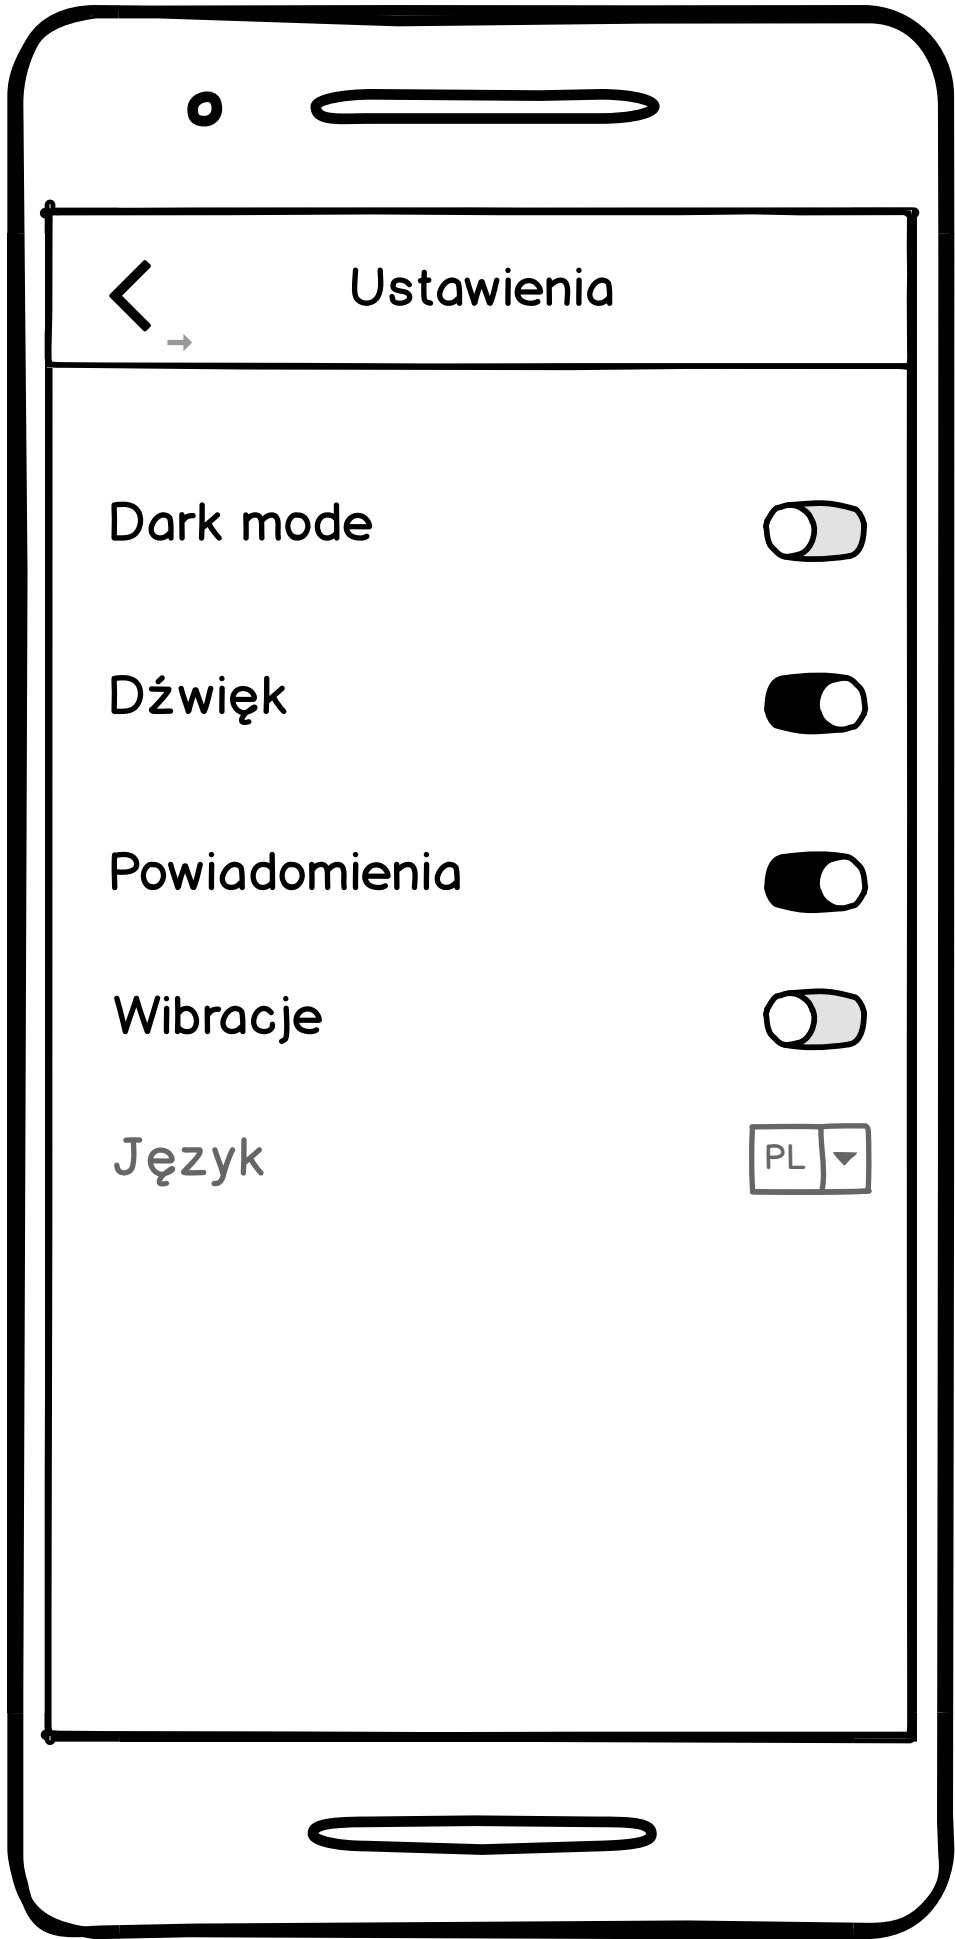 Ustawienia
Dark mode
Dźwięk
Powiadomienia
Wibracje
Język
PL